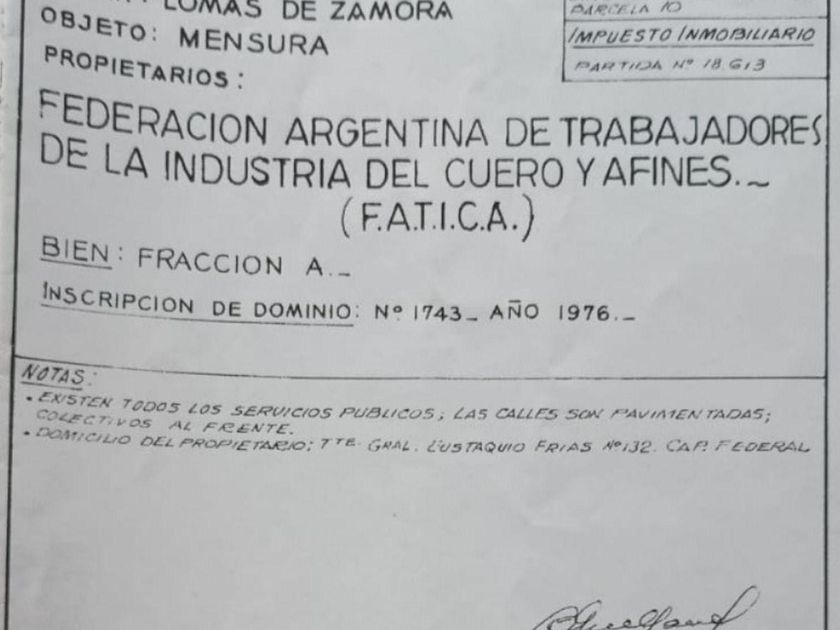 LOMAS DE ZAMORA
OBJETO: MENSURA
PROPIETARIOS:
PARCELA 10
IMPUESTO INMOBILIARIO
PARTIDA Nº 18.613
FEDERACION ARGENTINA DE TRABAJADORES
DE LA INDUSTRIA DEL CUERO Y AFINES._
(F.A.T.I.C.A.)
BIEN: FRACCION A._
INSCRIPCION DE DOMINIO: Nº 1743_ AÑO 1976._
NOTAS:
• EXISTEN TODOS LOS SERVICIOS PUBLICOS; LAS CALLES SON PAVIMENTADAS;
COLECTIVOS AL FRENTE.
• DOMICILIO DEL PROPIETARIO: TTE. GRAL. EUSTAQUIO FRIAS Nº132. CAP. FEDERAL